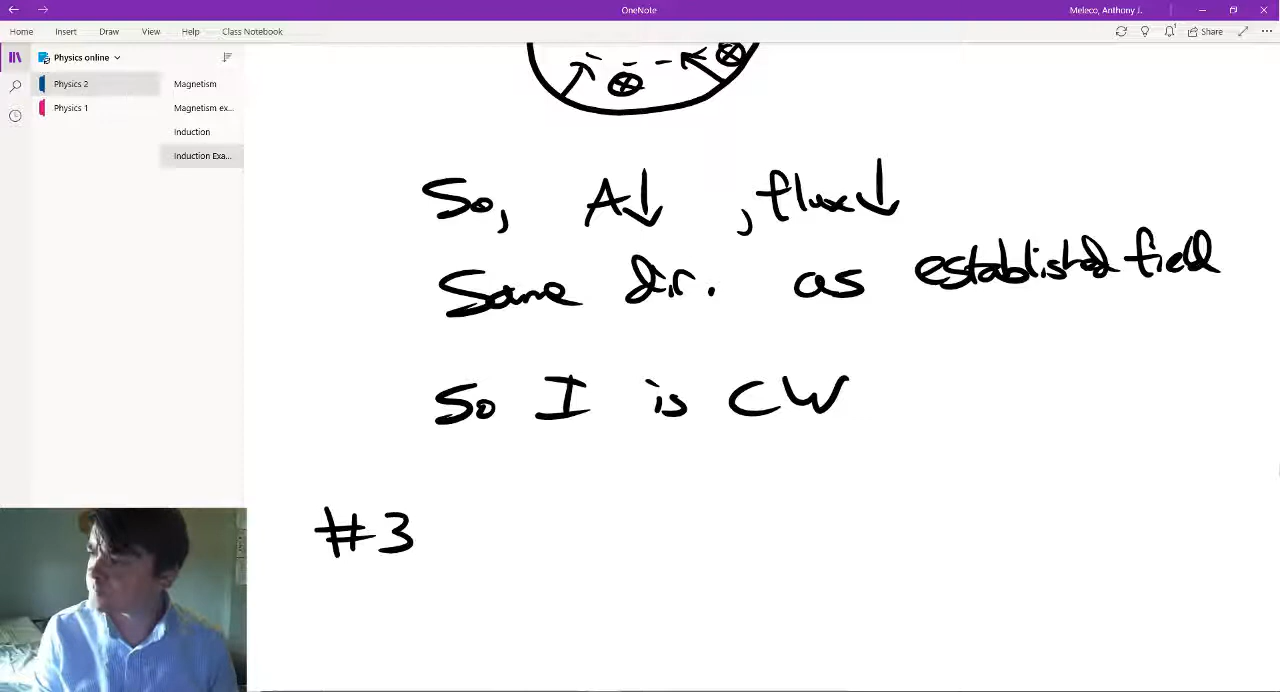 OneNote
Meleco, Anthony J.
Home Insert Draw View Help Class Notebook Share
Physics online
Physics 2
Physics 1
Magnetism
Magnetism ex...
Induction
Induction Exa...
So, A↓ , flux↓
Same dir. as established field
So I is CW
#3